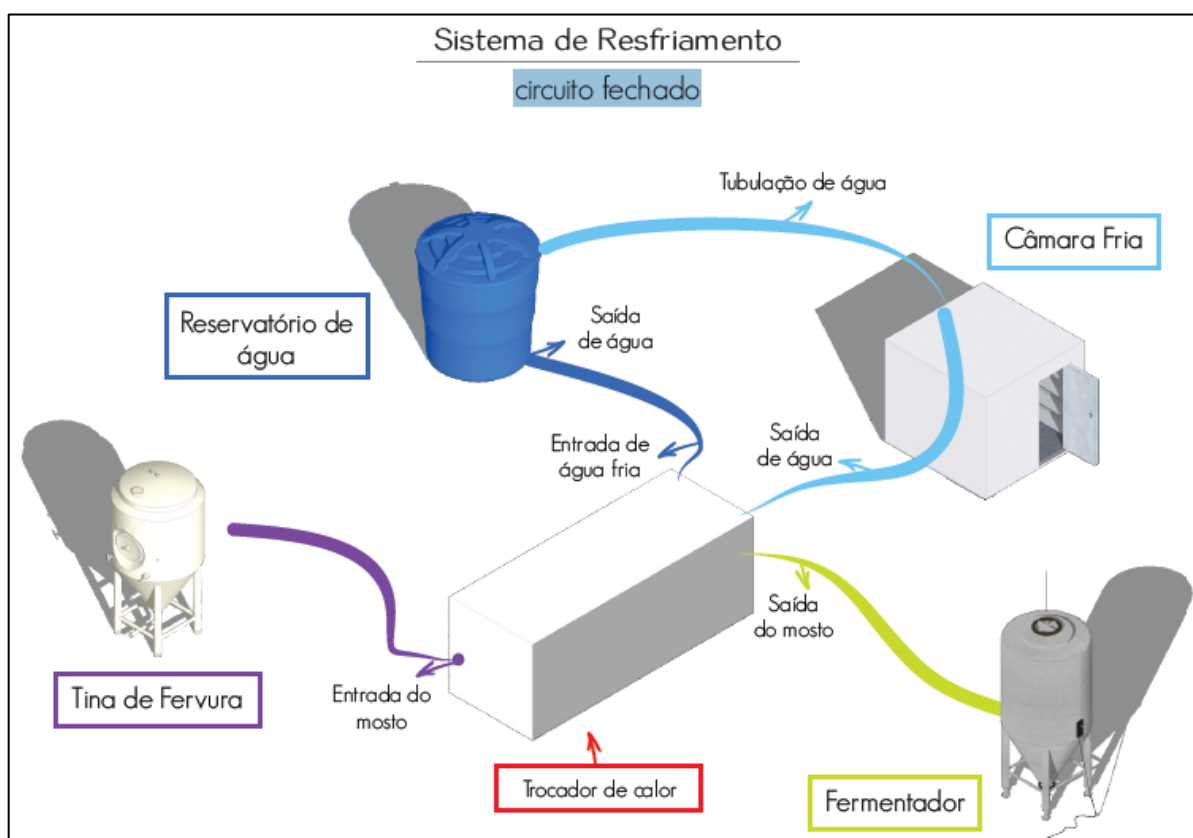 Sistema de Resfriamento
circuito fechado
Tubulação de água
Câmara Fria
Reservatório de
água
Saída
de água
Entrada de
água fria
Saída
de água
Tina de Fervura
Entrada do
mosto
Saída
do mosto
Trocador de calor
Fermentador